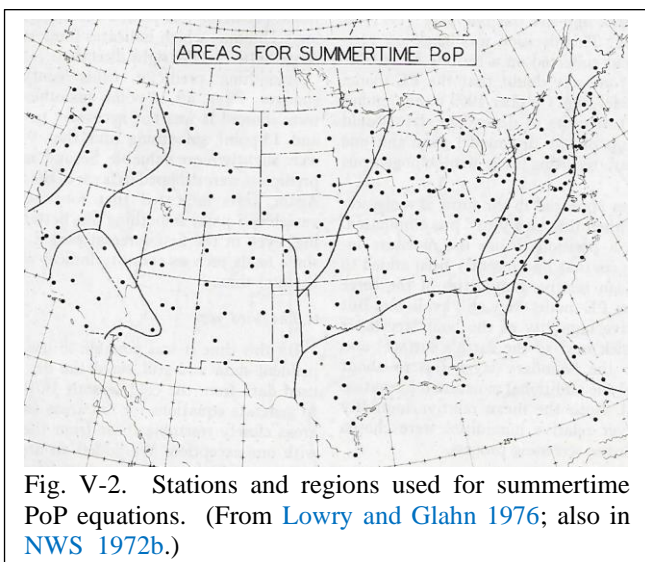 AREAS FOR SUMMERTIME PoP
Fig. V-2. Stations and regions used for summertime
PoP equations. (From Lowry and Glahn 1976; also in
NWS 1972b.)